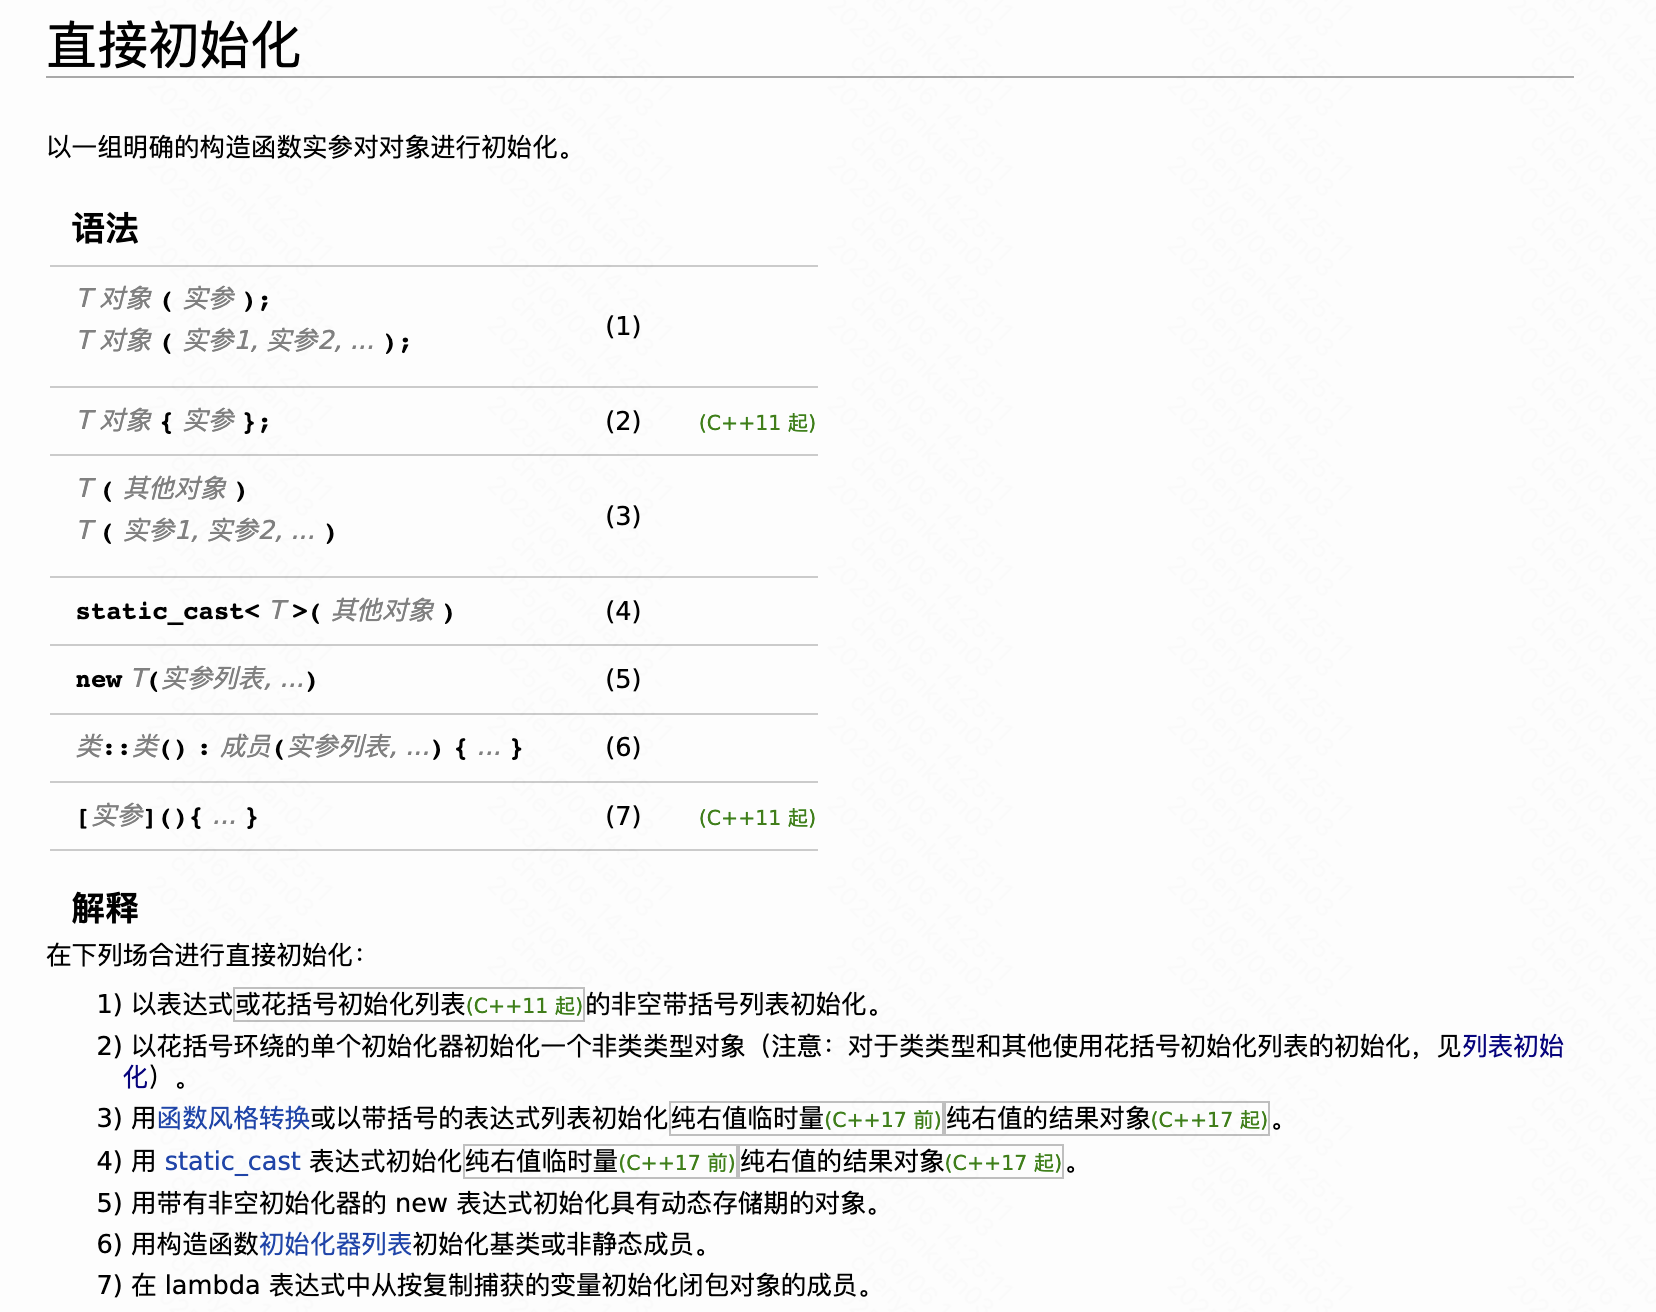 直接初始化
以一组明确的构造函数实参对对象进行初始化。
语法
T 对象 ( 实参 );
T 对象 ( 实参1, 实参2, ... );
(1)
T 对象 { 实参 }; (2) (C++11 起)
T ( 其他对象 )
T ( 实参1, 实参2, ... )
(3)
static_cast< T >( 其他对象 ) (4)
new T(实参列表, ...) (5)
类::类() : 成员(实参列表, ...) { ... } (6)
[实参](){ ... } (7) (C++11 起)
解释
在下列场合进行直接初始化：
1) 以表达式或花括号初始化列表(C++11 起)的非空带括号列表初始化。
2) 以花括号环绕的单个初始化器初始化一个非类类型对象（注意：对于类类型和其他使用花括号初始化列表的初始化，见列表初始
化）。
3) 用函数风格转换或以带括号的表达式列表初始化纯右值临时量(C++17 前)纯右值的结果对象(C++17 起)。
4) 用 static_cast 表达式初始化纯右值临时量(C++17 前)纯右值的结果对象(C++17 起)。
5) 用带有非空初始化器的 new 表达式初始化具有动态存储期的对象。
6) 用构造函数初始化器列表初始化基类或非静态成员。
7) 在 lambda 表达式中从按复制捕获的变量初始化闭包对象的成员。